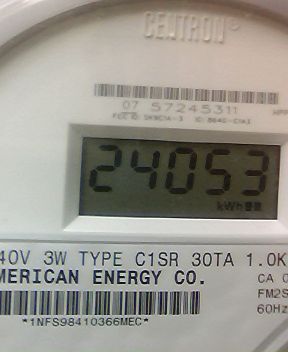 CENTRON®
07 57245311
24053
kWh
40V 3W TYPE C1SR 30TA 1.0K
MERICAN ENERGY CO.
CA 0
FM2S
60Hz
*1NFS98410366MEC*